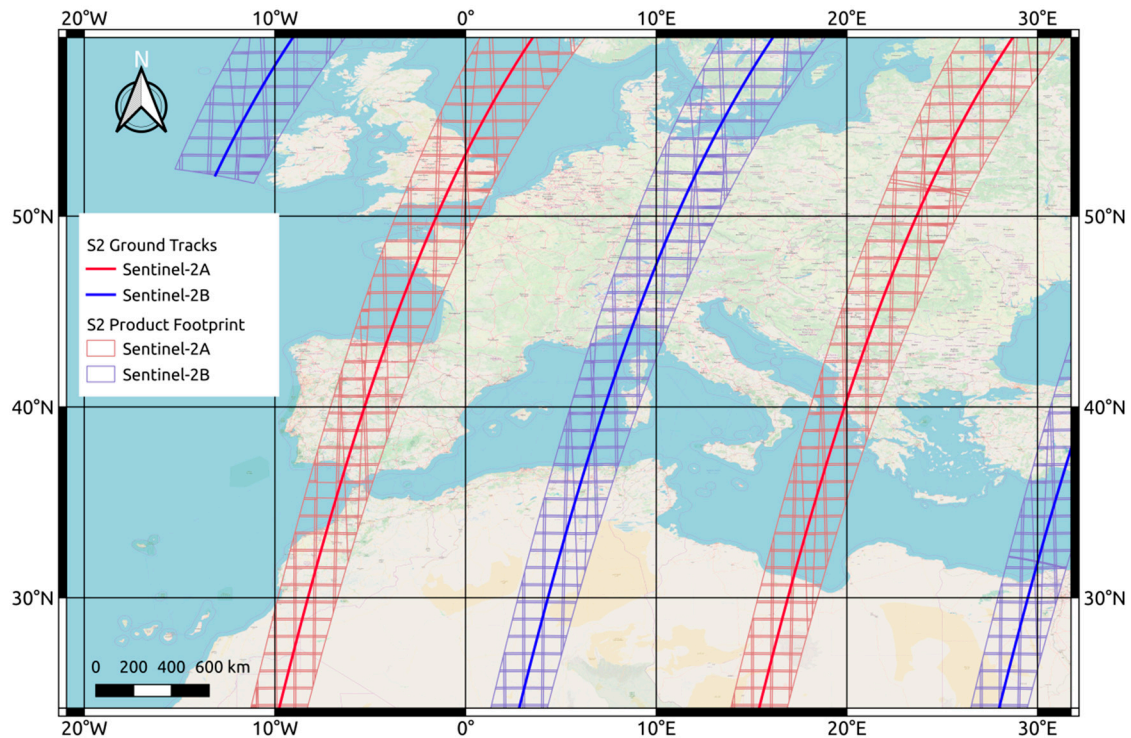 20°W 10°W 0° 10°E 20°E 30°E
N
50°N 50°N
S2 Ground Tracks
Sentinel-2A
Sentinel-2B
S2 Product Footprint
Sentinel-2A
Sentinel-2B
40°N 40°N
30°N 30°N
0 200 400 600 km
20°W 10°W 0° 10°E 20°E 30°E